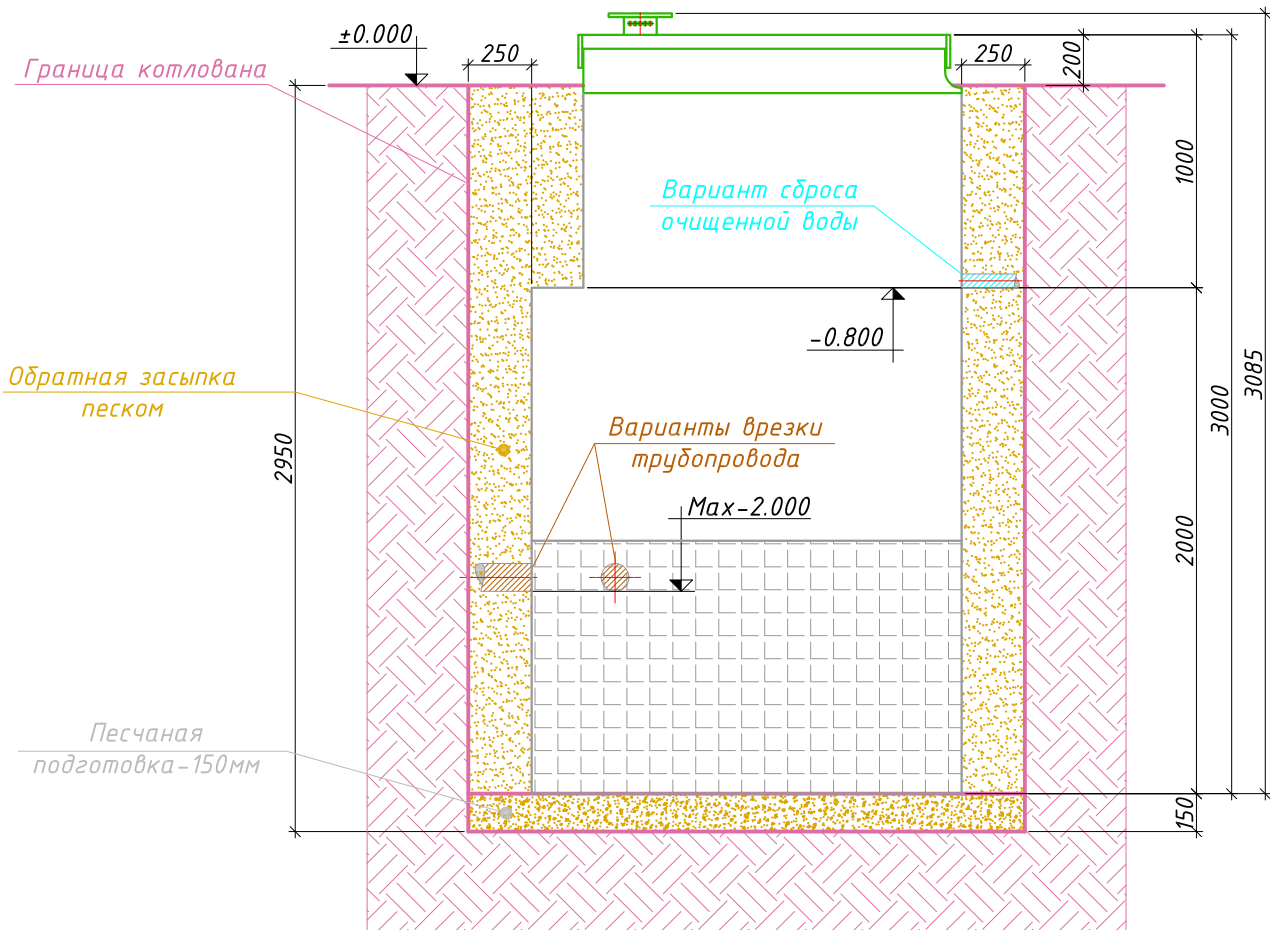 ±0.000
250
250
200
Граница котлована
1000
Вариант сброса
очищенной воды
-0.800
3085
3000
Обратная засыпка
песком
Варианты врезки
трубопровода
2950
Max-2.000
2000
Песчаная
подготовка-150мм
150